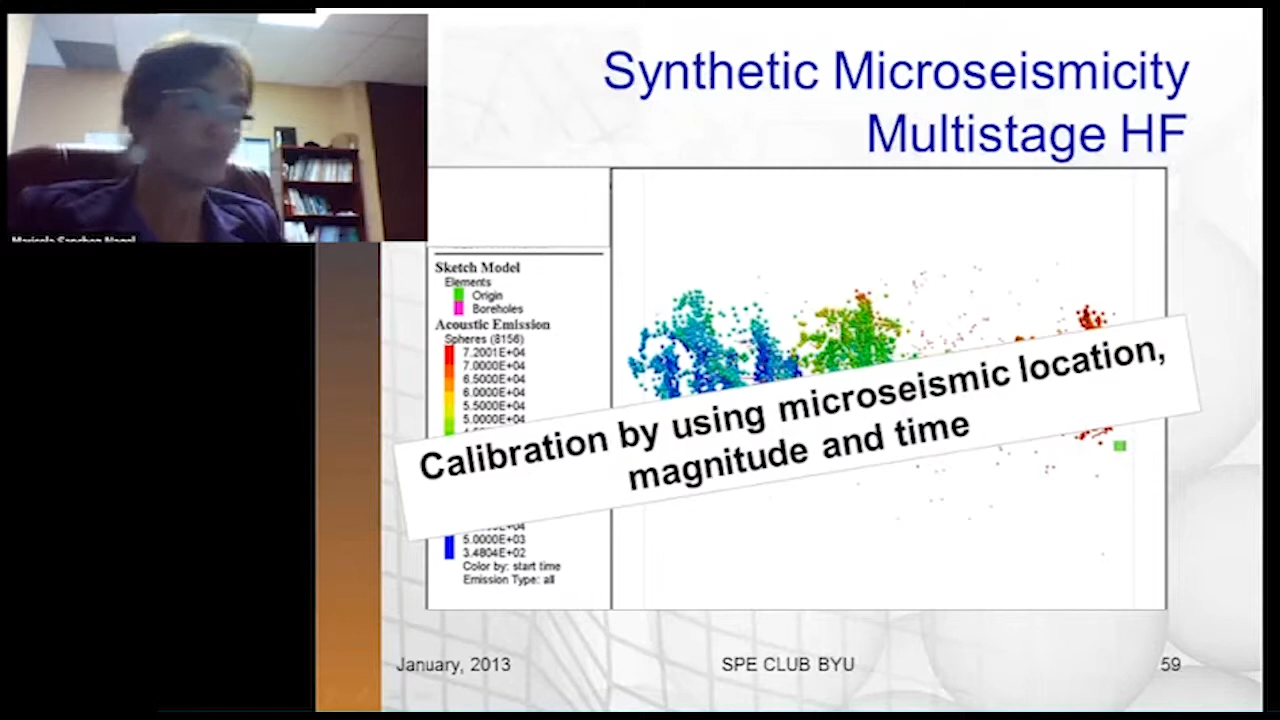 Synthetic Microseismicity
Multistage HF
Sketch Model
Elements
Origin
Boreholes
Acoustic Emission
Spheres (8156)
7.2001E+04
7.0000E+04
6.5000E+04
6.0000E+04
5.5000E+04
5.0000E+04
Calibration by using microseismic location,
magnitude and time
5.0000E+03
3.4804E+02
Color by: start time
Emission Type: all
January, 2013
SPE CLUB BYU
59